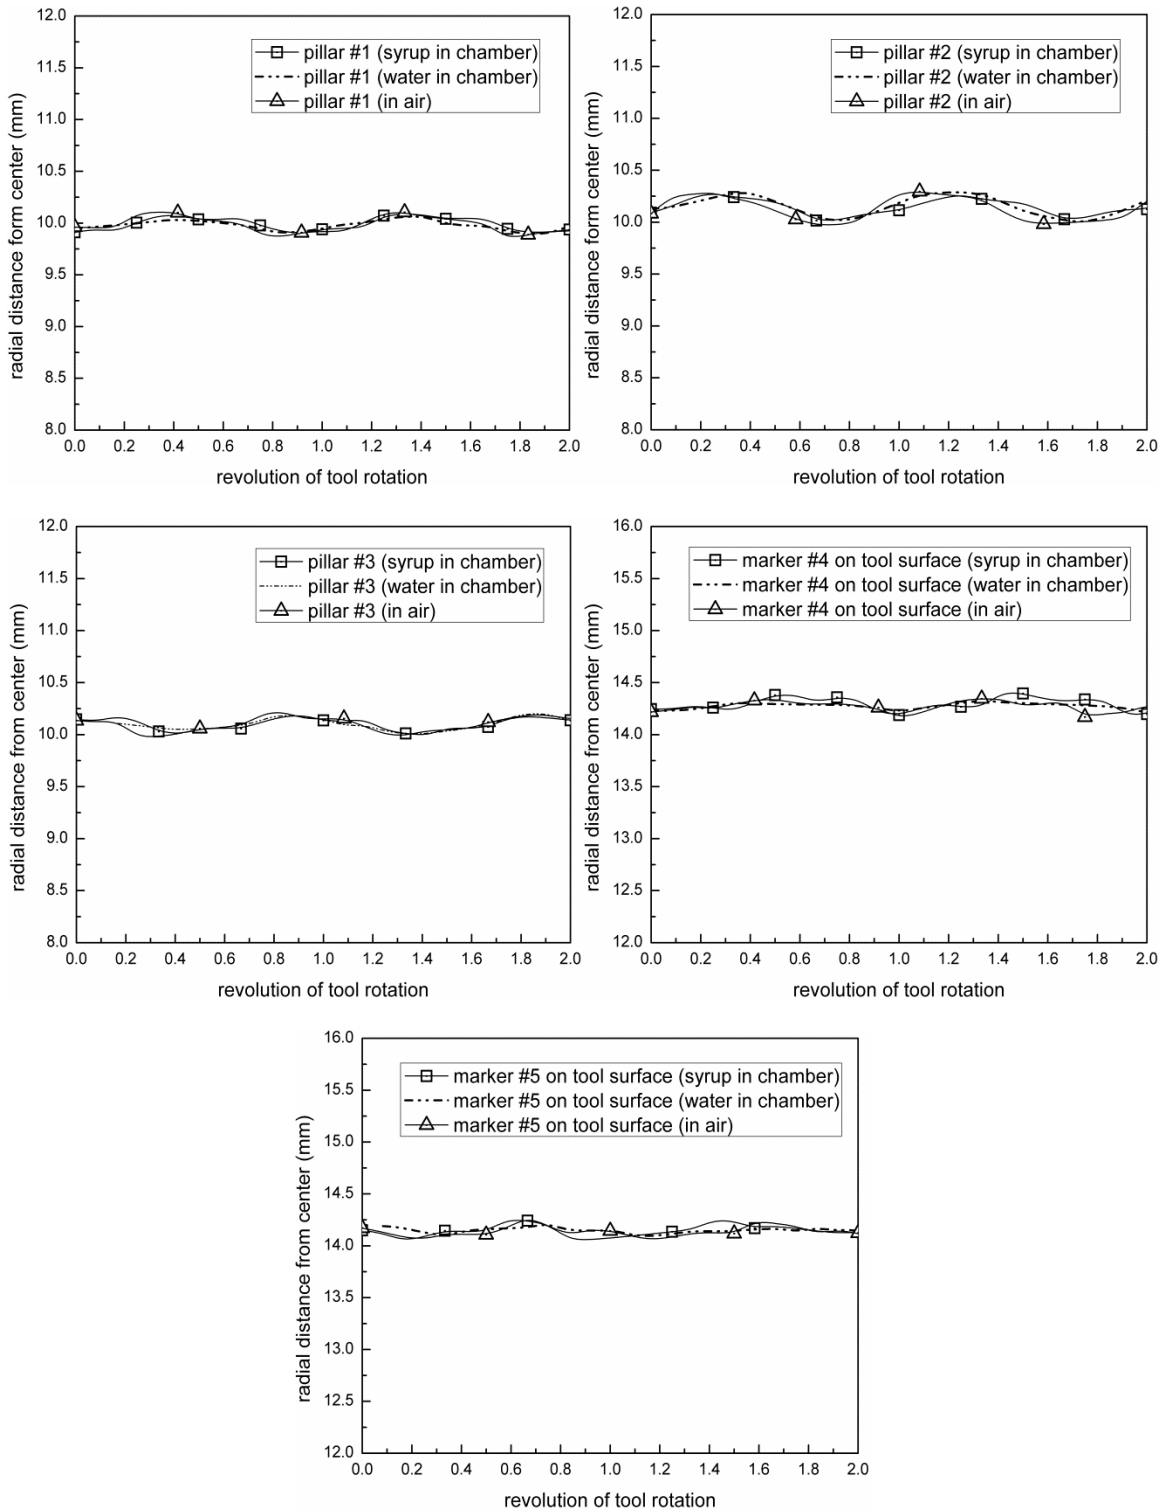 12.0
11.5
11.0
10.5
10.0
9.5
9.0
8.5
8.0
radial distance form center (mm)
pillar #1 (syrup in chamber)
pillar #1 (water in chamber)
pillar #1 (in air)
0.0 0.2 0.4 0.6 0.8 1.0 1.2 1.4 1.6 1.8 2.0
revolution of tool rotation
12.0
11.5
11.0
10.5
10.0
9.5
9.0
8.5
8.0
radial distance form center (mm)
pillar #2 (syrup in chamber)
pillar #2 (water in chamber)
pillar #2 (in air)
0.0 0.2 0.4 0.6 0.8 1.0 1.2 1.4 1.6 1.8 2.0
revolution of tool rotation
12.0
11.5
11.0
10.5
10.0
9.5
9.0
8.5
8.0
radial distance from center (mm)
pillar #3 (syrup in chamber)
pillar #3 (water in chamber)
pillar #3 (in air)
0.0 0.2 0.4 0.6 0.8 1.0 1.2 1.4 1.6 1.8 2.0
revolution of tool rotation
16.0
15.5
15.0
14.5
14.0
13.5
13.0
12.5
12.0
radial distance from center (mm)
marker #4 on tool surface (syrup in chamber)
marker #4 on tool surface (water in chamber)
marker #4 on tool surface (in air)
0.0 0.2 0.4 0.6 0.8 1.0 1.2 1.4 1.6 1.8 2.0
revolution of tool rotation
16.0
15.5
15.0
14.5
14.0
13.5
13.0
12.5
12.0
radial distance from center (mm)
marker #5 on tool surface (syrup in chamber)
marker #5 on tool surface (water in chamber)
marker #5 on tool surface (in air)
0.0 0.2 0.4 0.6 0.8 1.0 1.2 1.4 1.6 1.8 2.0
revolution of tool rotation